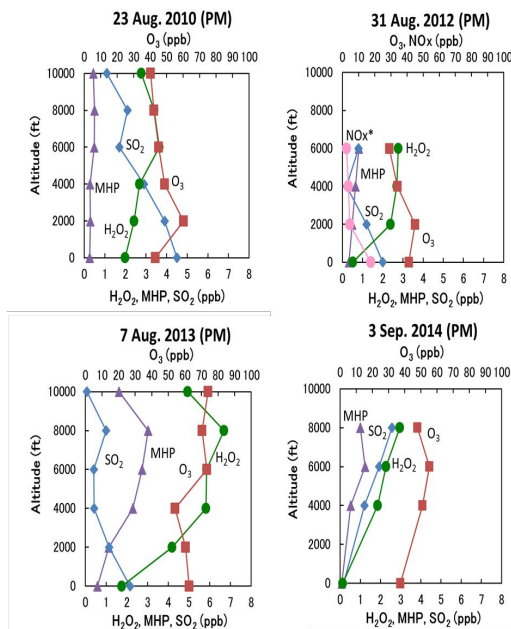 23 Aug. 2010 (PM)
O₃ (ppb)
0 10 20 30 40 50 60 70 80 90 100
Altitude (ft)
10000
8000
6000
4000
2000
0
SO₂
MHP
O₃
H₂O₂
0 1 2 3 4 5 6 7 8
H₂O₂, MHP, SO₂ (ppb)
31 Aug. 2012 (PM)
O₃, NOx (ppb)
0 10 20 30 40 50 60 70 80 90 100
Altitude (ft)
10000
8000
6000
4000
2000
0
NOx*
H₂O₂
MHP
SO₂
O₃
0 1 2 3 4 5 6 7 8
H₂O₂, MHP, SO₂ (ppb)
7 Aug. 2013 (PM)
O₃ (ppb)
0 10 20 30 40 50 60 70 80 90 100
Altitude (ft)
10000
8000
6000
4000
2000
0
SO₂
MHP
O₃
H₂O₂
0 1 2 3 4 5 6 7 8
H₂O₂, MHP, SO₂ (ppb)
3 Sep. 2014 (PM)
O₃ (ppb)
0 10 20 30 40 50 60 70 80 90 100
Altitude (ft)
10000
8000
6000
4000
2000
0
MHP
SO₂
O₃
H₂O₂
0 1 2 3 4 5 6 7 8
H₂O₂, MHP, SO₂ (ppb)